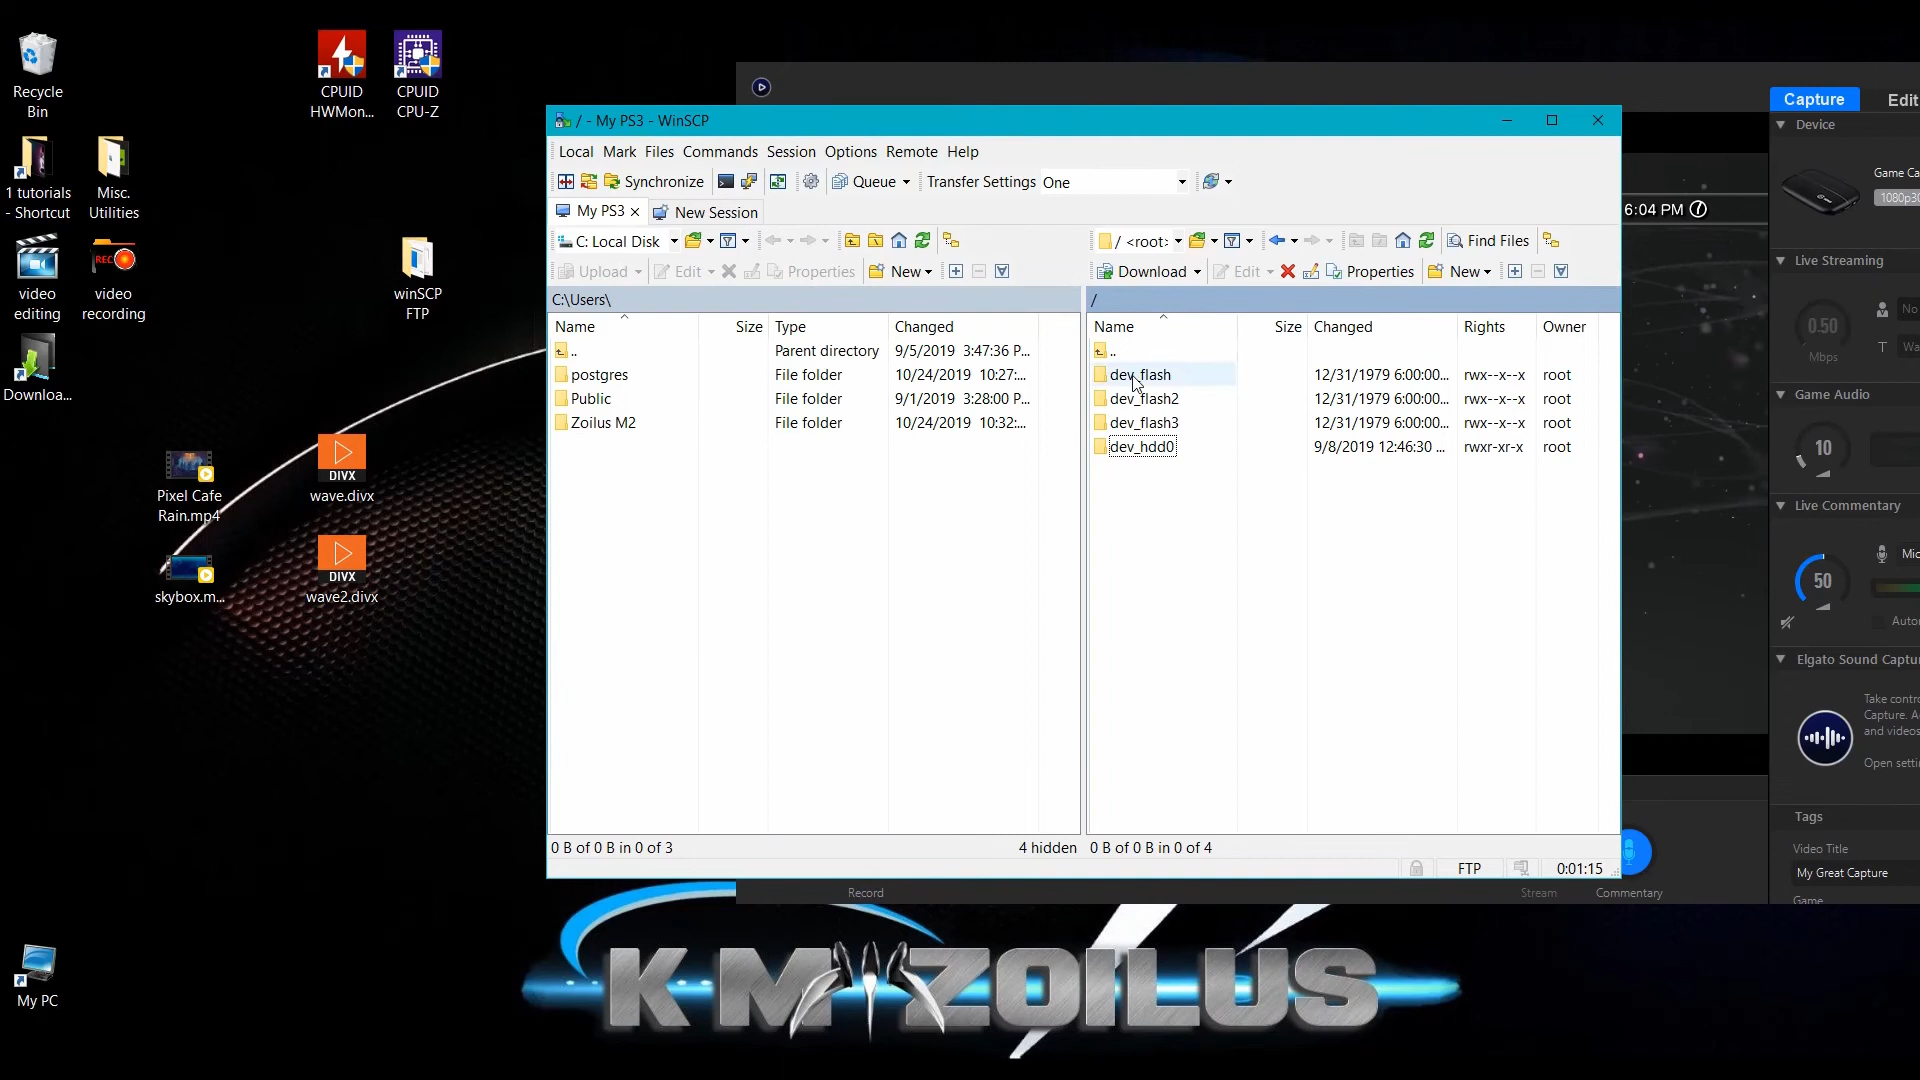 Recycle
Bin
CPUID
HWMon...
CPUID
CPU-Z
1 tutorials
- Shortcut
Misc.
Utilities
video
editing
REC
video
recording
winSCP
FTP
Downloa...
Pixel Cafe
Rain.mp4
DIVX
wave.divx
skybox.m...
DIVX
wave2.divx
My PC
/ - My PS3 - WinSCP
Local Mark Files Commands Session Options Remote Help
Synchronize Queue Transfer Settings One
My PS3 New Session
C: Local Disk
/ <root> Find Files
Upload Edit Properties New
Download Edit Properties New
C:\Users\
/
Name Size Type Changed
.. Parent directory 9/5/2019 3:47:36 P...
postgres File folder 10/24/2019 10:27:...
Public File folder 9/1/2019 3:28:00 P...
Zoilus M2 File folder 10/24/2019 10:32:...
Name Size Changed Rights Owner
..
dev_flash 12/31/1979 6:00:00... rwx--x--x root
dev_flash2 12/31/1979 6:00:00... rwx--x--x root
dev_flash3 12/31/1979 6:00:00... rwx--x--x root
dev_hdd0 9/8/2019 12:46:30 ... rwxr-xr-x root
0 B of 0 B in 0 of 3 4 hidden
0 B of 0 B in 0 of 4
FTP 0:01:15
Record Stream Commentary
6:04 PM
Capture Edit
Device
Game Ca
1080p30
Live Streaming
0.50
Mbps
No
T Wa
Game Audio
10
Live Commentary
50
Mic
Auto
Elgato Sound Captu
Take contro
Capture. A
and videos
Open setti
Tags
Video Title
My Great Capture
Game
KM ZOILUS